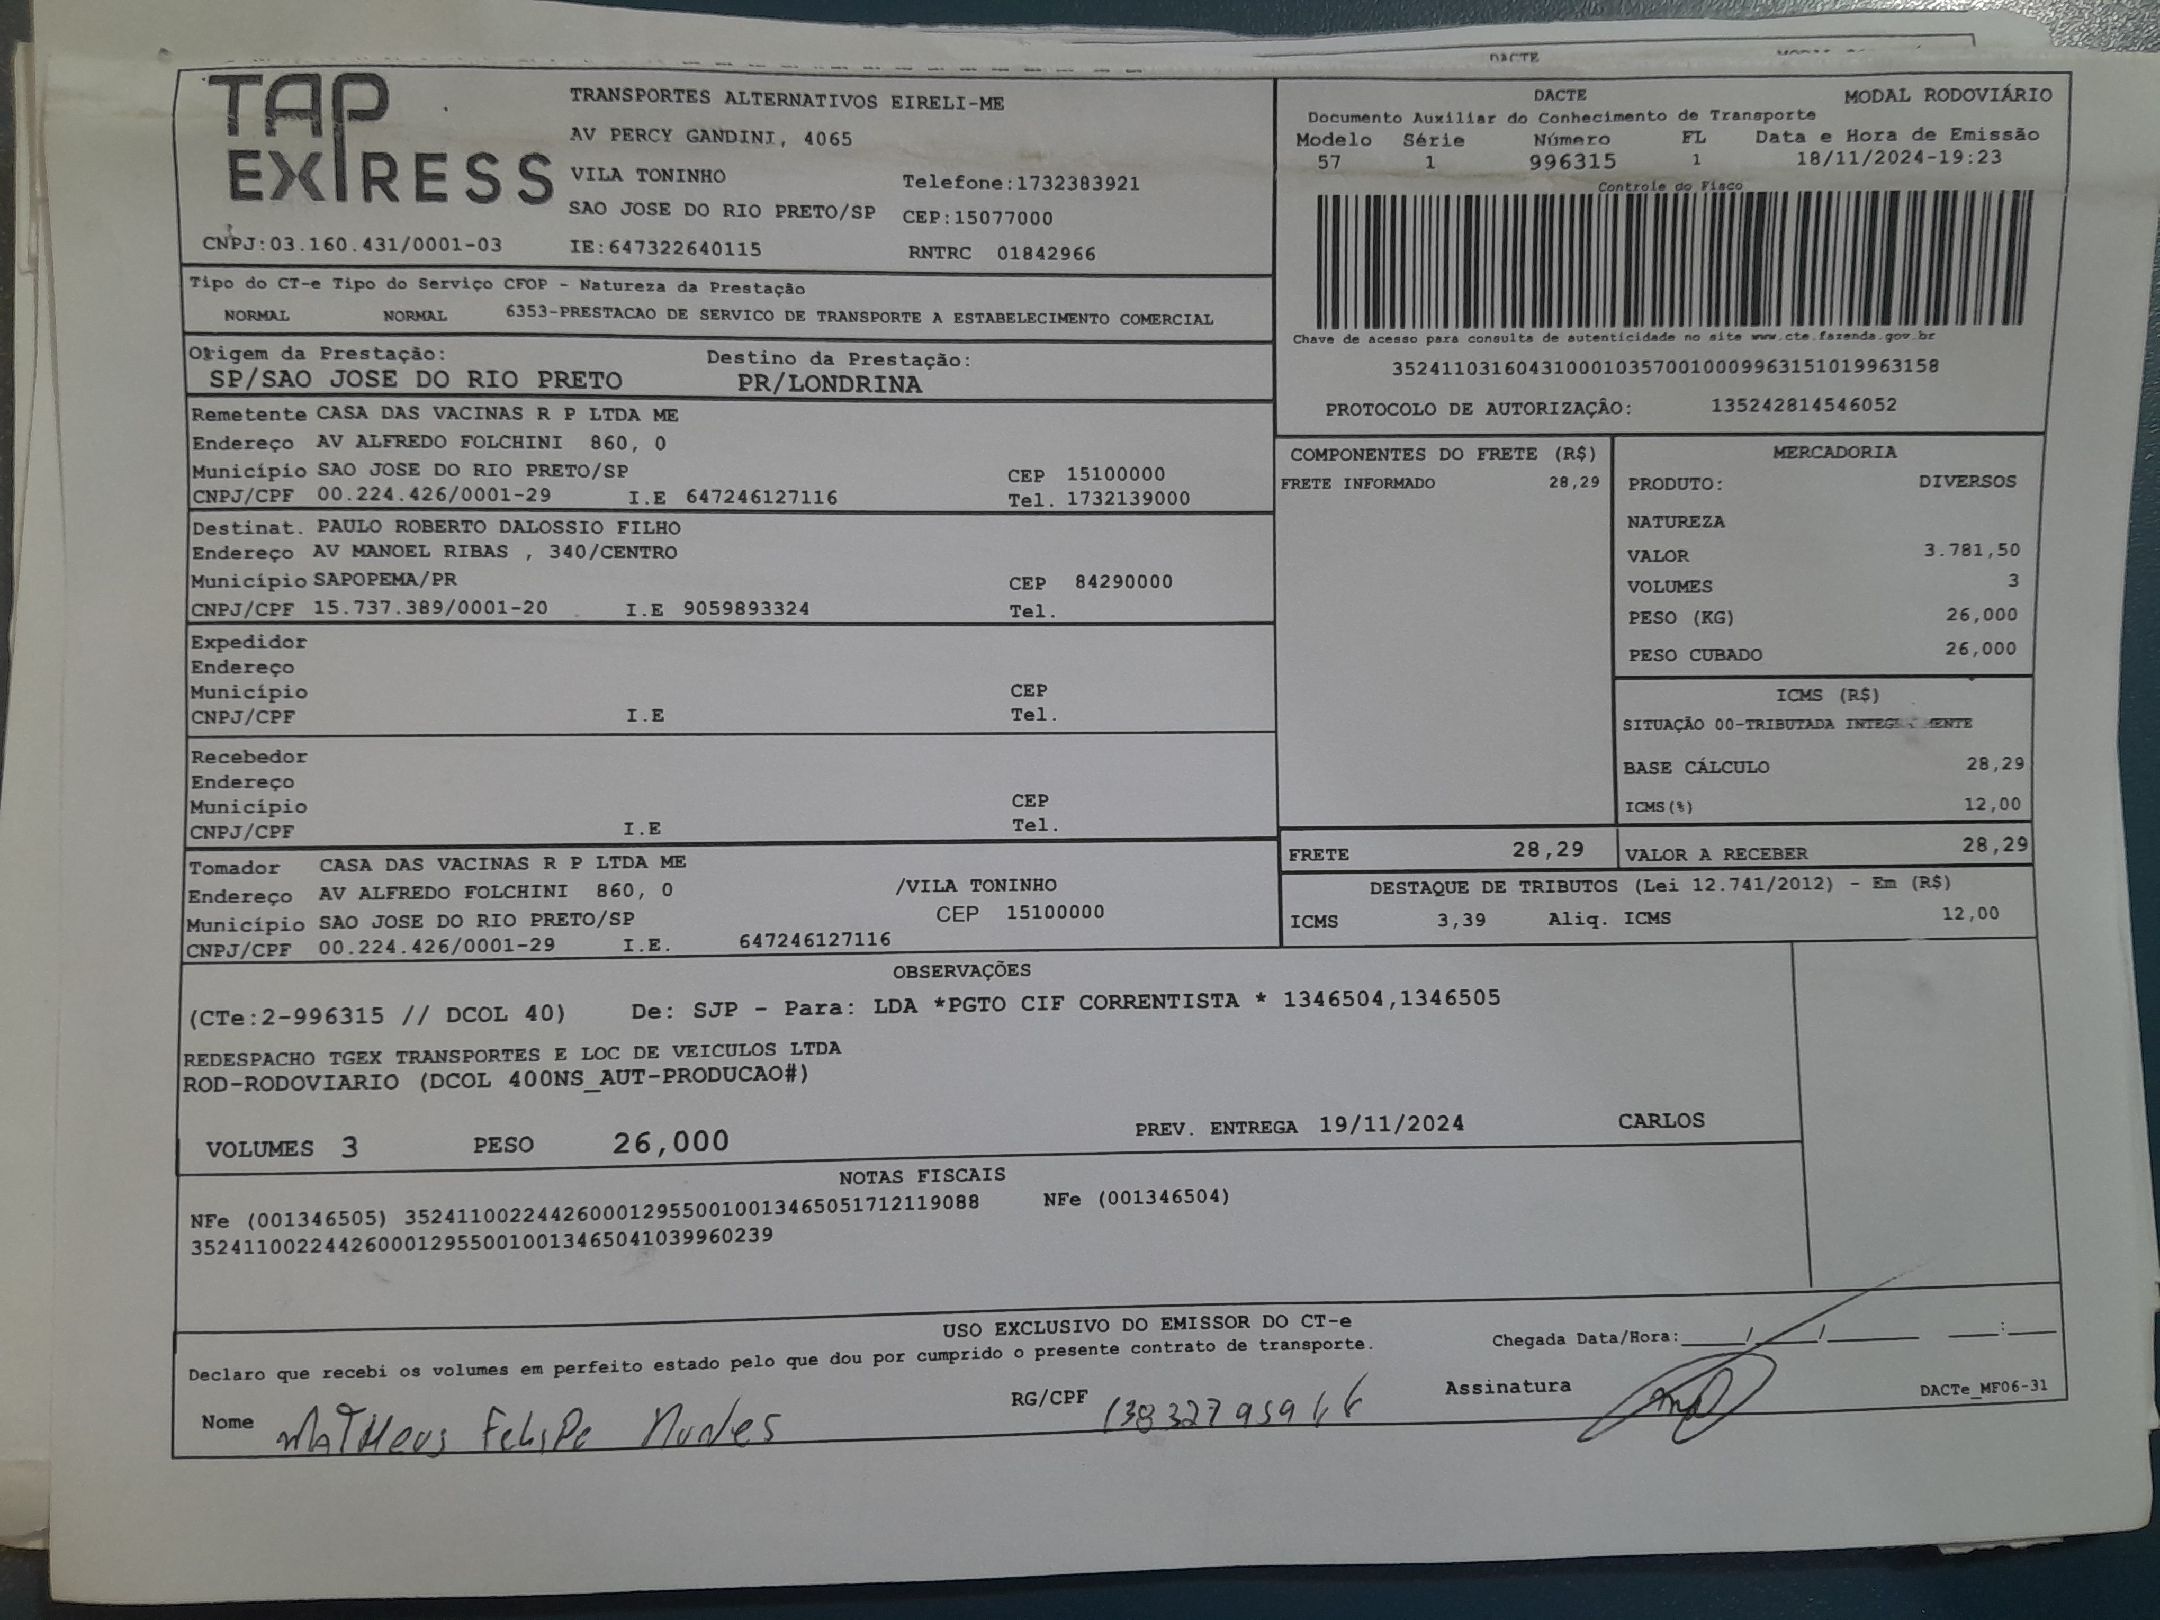 DACTE
TAP EXPRESS
TRANSPORTES ALTERNATIVOS EIRELI-ME
AV PERCY GANDINI, 4065
VILA TONINHO
Telefone:1732383921
SAO JOSE DO RIO PRETO/SP CEP:15077000
CNPJ:03.160.431/0001-03 IE:647322640115 RNTRC 01842966
DACTE MODAL RODOVIÁRIO
Documento Auxiliar do Conhecimento de Transporte
Modelo Série Número FL Data e Hora de Emissão
57 1 996315 1 18/11/2024-19:23
Controle do Fisco
Chave de acesso para consulta de autenticidade no site www.cte.fazenda.gov.br
35241103160431000103570010009963151019963158
PROTOCOLO DE AUTORIZAÇÂO: 135242814546052
Tipo do CT-e Tipo do Serviço CFOP - Natureza da Prestação
NORMAL NORMAL 6353-PRESTACAO DE SERVICO DE TRANSPORTE A ESTABELECIMENTO COMERCIAL
Origem da Prestação: Destino da Prestação:
SP/SAO JOSE DO RIO PRETO PR/LONDRINA
Remetente CASA DAS VACINAS R P LTDA ME
Endereço AV ALFREDO FOLCHINI 860, 0
Município SAO JOSE DO RIO PRETO/SP CEP 15100000
CNPJ/CPF 00.224.426/0001-29 I.E 647246127116 Tel. 1732139000
Destinat. PAULO ROBERTO DALOSSIO FILHO
Endereço AV MANOEL RIBAS , 340/CENTRO
Município SAPOPEMA/PR CEP 84290000
CNPJ/CPF 15.737.389/0001-20 I.E 9059893324 Tel.
Expedidor
Endereço
Município CEP
CNPJ/CPF I.E Tel.
Recebedor
Endereço
Município CEP
CNPJ/CPF I.E Tel.
Tomador CASA DAS VACINAS R P LTDA ME
Endereço AV ALFREDO FOLCHINI 860, 0 /VILA TONINHO
Município SAO JOSE DO RIO PRETO/SP CEP 15100000
CNPJ/CPF 00.224.426/0001-29 I.E. 647246127116
COMPONENTES DO FRETE (R$)
FRETE INFORMADO 28,29
MERCADORIA
PRODUTO: DIVERSOS
NATUREZA
VALOR 3.781,50
VOLUMES 3
PESO (KG) 26,000
PESO CUBADO 26,000
ICMS (R$)
SITUAÇÃO 00-TRIBUTADA
BASE CÁLCULO 28,29
ICMS(%) 12,00
FRETE 28,29 VALOR A RECEBER 28,29
DESTAQUE DE TRIBUTOS (Lei 12.741/2012) - Em (R$)
ICMS 3,39 Aliq. ICMS 12,00
OBSERVAÇÕES
(CTe:2-996315 // DCOL 40) De: SJP - Para: LDA *PGTO CIF CORRENTISTA * 1346504,1346505
REDESPACHO TGEX TRANSPORTES E LOC DE VEICULOS LTDA
ROD-RODOVIARIO (DCOL 400NS_AUT-PRODUCAO#)
VOLUMES 3 PESO 26,000 PREV. ENTREGA 19/11/2024 CARLOS
NOTAS FISCAIS
NFe (001346505) 35241100224426000129550010013465051712119088 NFe (001346504)
35241100224426000129550010013465041039960239
USO EXCLUSIVO DO EMISSOR DO CT-e
Declaro que recebi os volumes em perfeito estado pelo que dou por cumprido o presente contrato de transporte.
Chegada Data/Hora:____/____/______ ___:___
Nome Matheus Felipe Nunes RG/CPF Assinatura DACTe_MF06-31